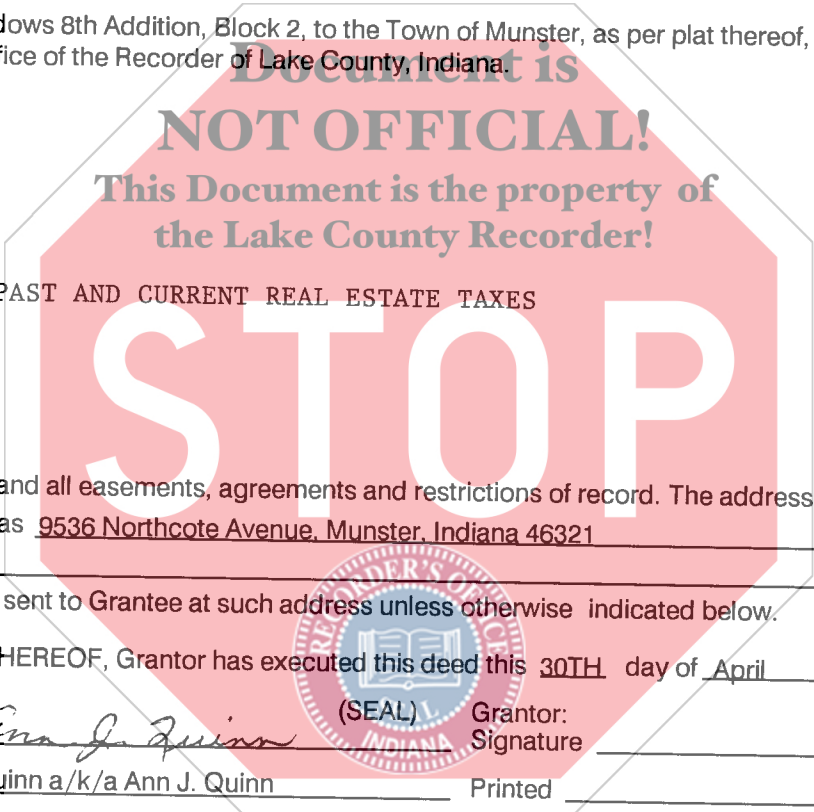 dows 8th Addition, Block 2, to the Town of Munster, as per plat thereof,
fice of the Recorder of Lake County, Indiana.
Document is
NOT OFFICIAL!
This Document is the property of
the Lake County Recorder!
PAST AND CURRENT REAL ESTATE TAXES
STOP
and all easements, agreements and restrictions of record. The address
as 9536 Northcote Avenue, Munster, Indiana 46321
sent to Grantee at such address unless otherwise indicated below.
HEREOF, Grantor has executed this deed this 30TH day of April
RECORDER'S OFFICE
SEAL
INDIANA
Ann J. Quinn (SEAL) Grantor:
Signature
uinn a/k/a Ann J. Quinn Printed